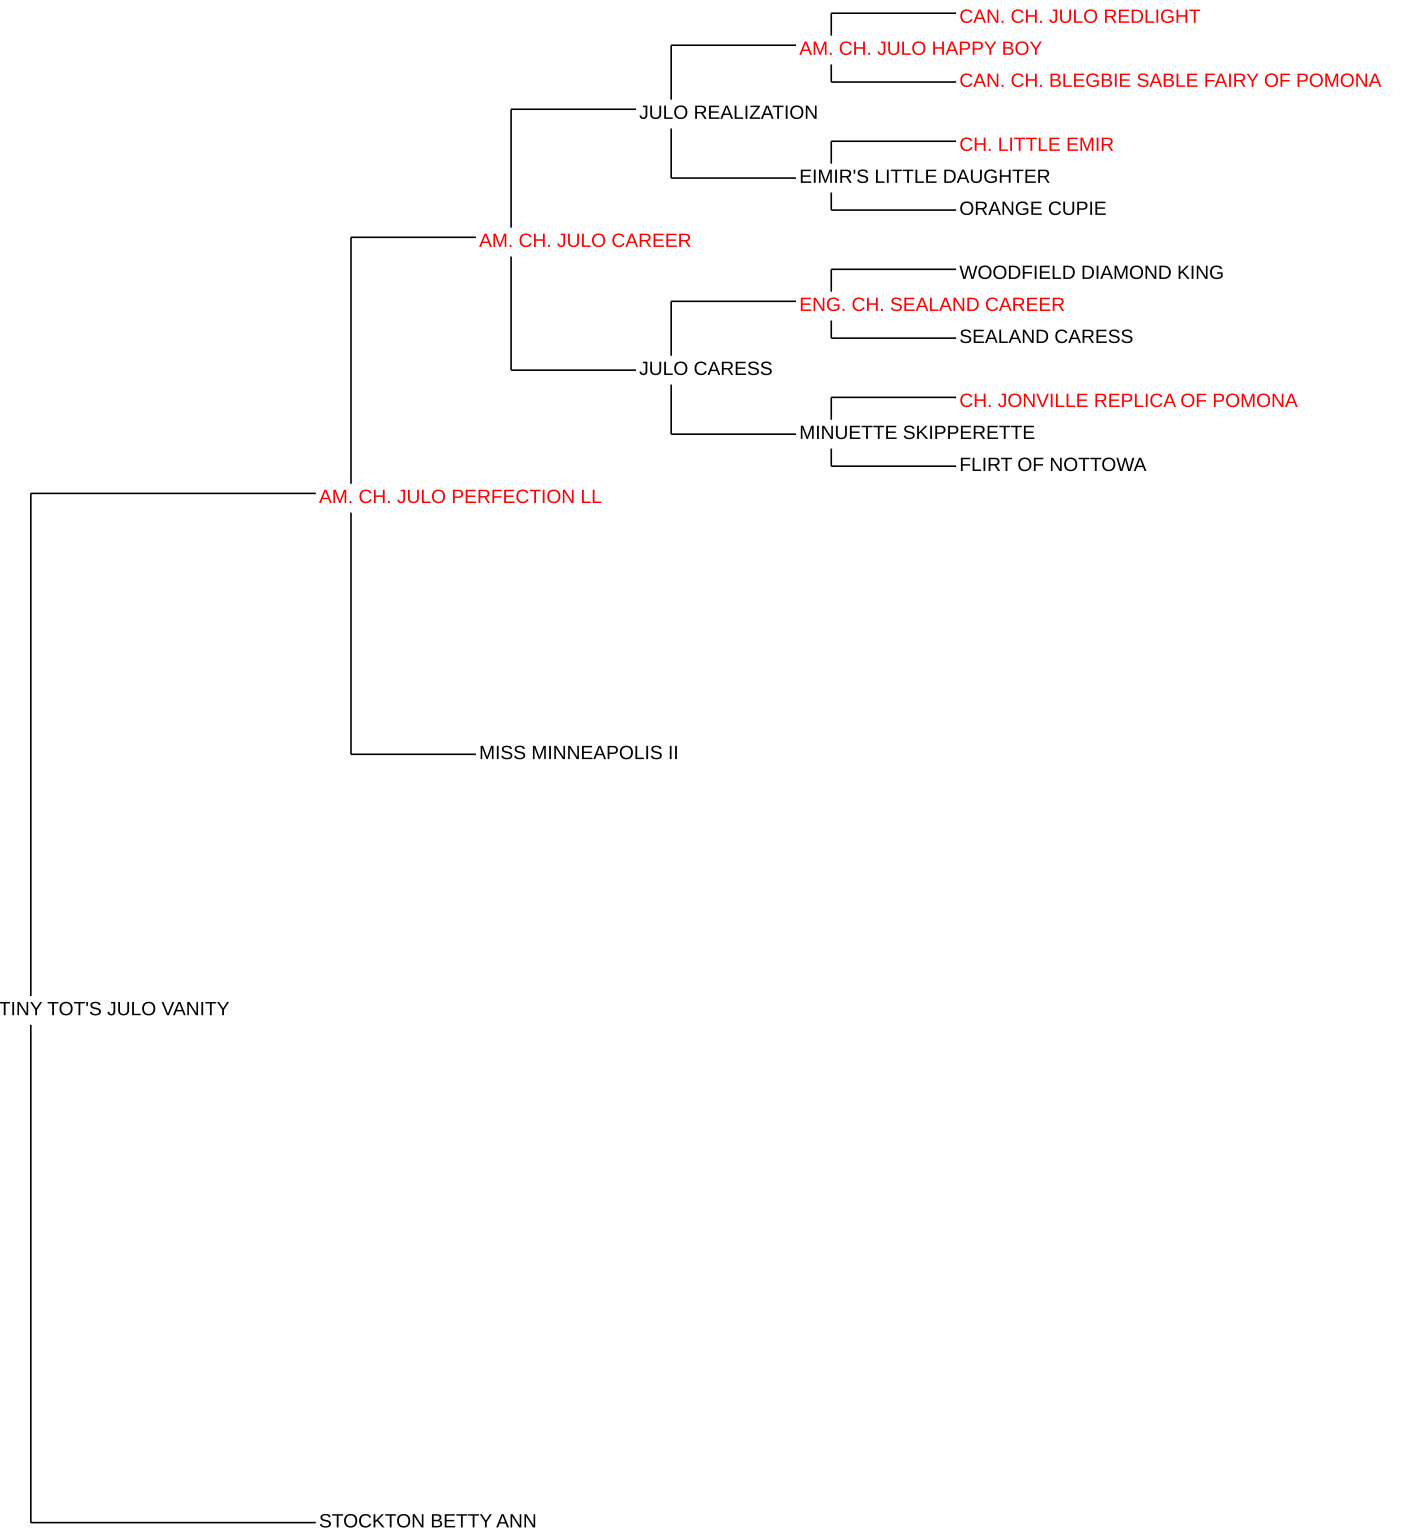 CAN. CH. JULO REDLIGHT
AM. CH. JULO HAPPY BOY
CAN. CH. BLEGBIE SABLE FAIRY OF POMONA
JULO REALIZATION
CH. LITTLE EMIR
EIMIR'S LITTLE DAUGHTER
ORANGE CUPIE
AM. CH. JULO CAREER
WOODFIELD DIAMOND KING
ENG. CH. SEALAND CAREER
SEALAND CARESS
JULO CARESS
CH. JONVILLE REPLICA OF POMONA
MINUETTE SKIPPERETTE
FLIRT OF NOTTOWA
AM. CH. JULO PERFECTION LL
MISS MINNEAPOLIS II
TINY TOT'S JULO VANITY
STOCKTON BETTY ANN